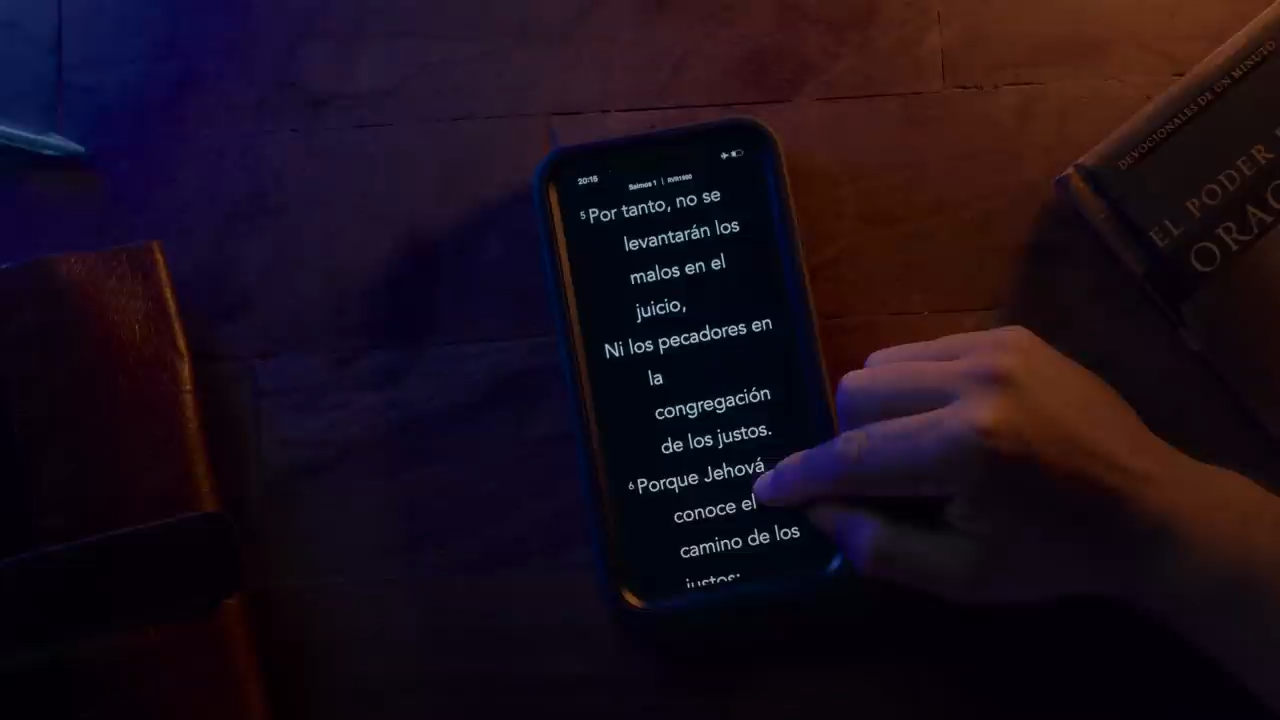 20:15
Salmos 1 | RVR1960
5 Por tanto, no se
levantarán los
malos en el
juicio,
Ni los pecadores en
la
congregación
de los justos.
6 Porque Jehová
conoce el
camino de los
justos;
DEVOCIONALES DE UN MINUTO
EL PODER